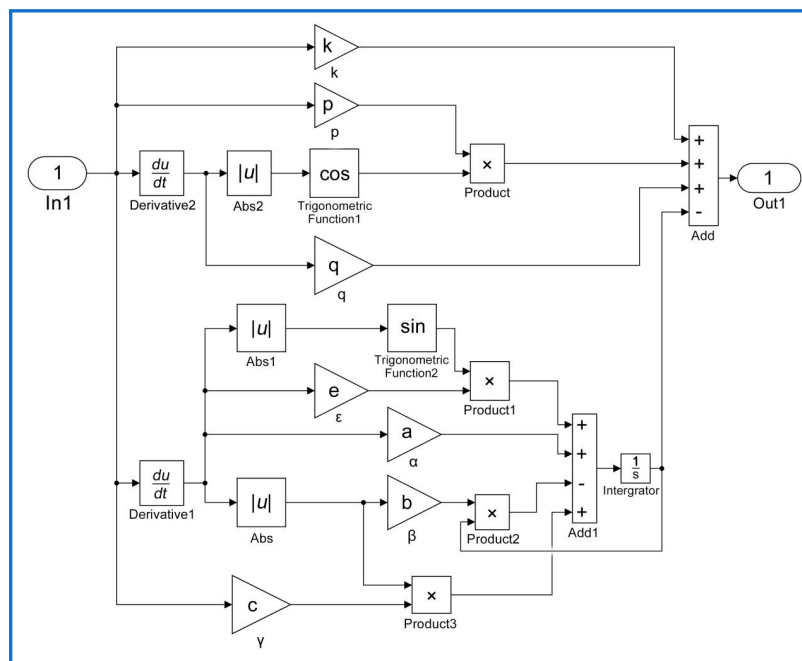 k
k
p
p
1
In1
du
dt
Derivative2
|u|
Abs2
cos
Trigonometric
Function1
×
Product
+
+
+
-
Add
1
Out1
q
q
|u|
Abs1
sin
Trigonometric
Function2
e
ε
×
Product1
a
α
du
dt
Derivative1
|u|
Abs
b
β
×
Product2
+
+
-
+
Add1
1
s
Intergrator
c
γ
×
Product3